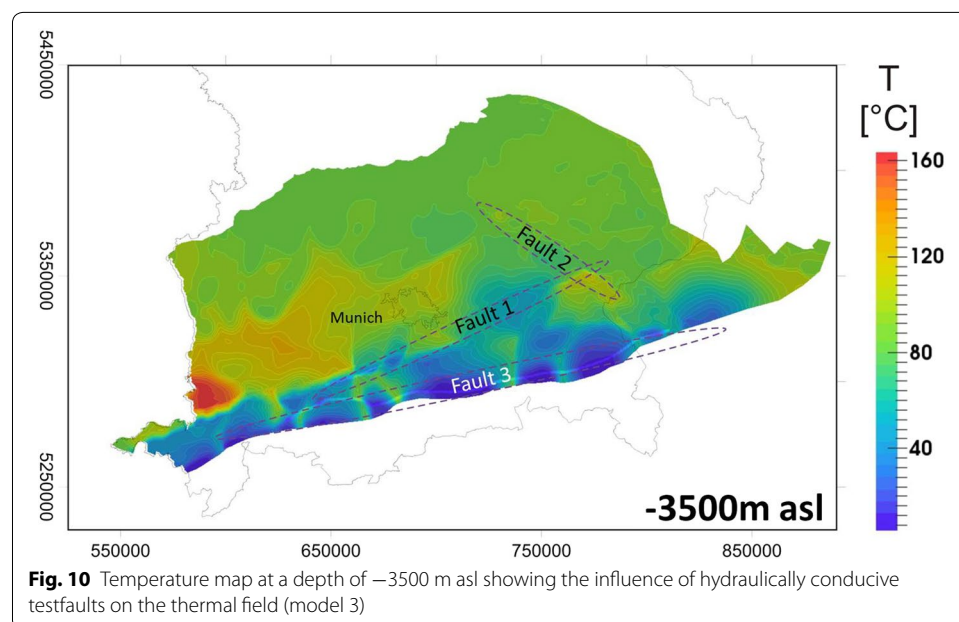 5450000
5350000
5250000
550000
650000
750000
850000
Munich
Fault 1
Fault 2
Fault 3
-3500m asl
T
[°C]
160
120
80
40
Fig. 10 Temperature map at a depth of −3500 m asl showing the influence of hydraulically conducive
testfaults on the thermal field (model 3)